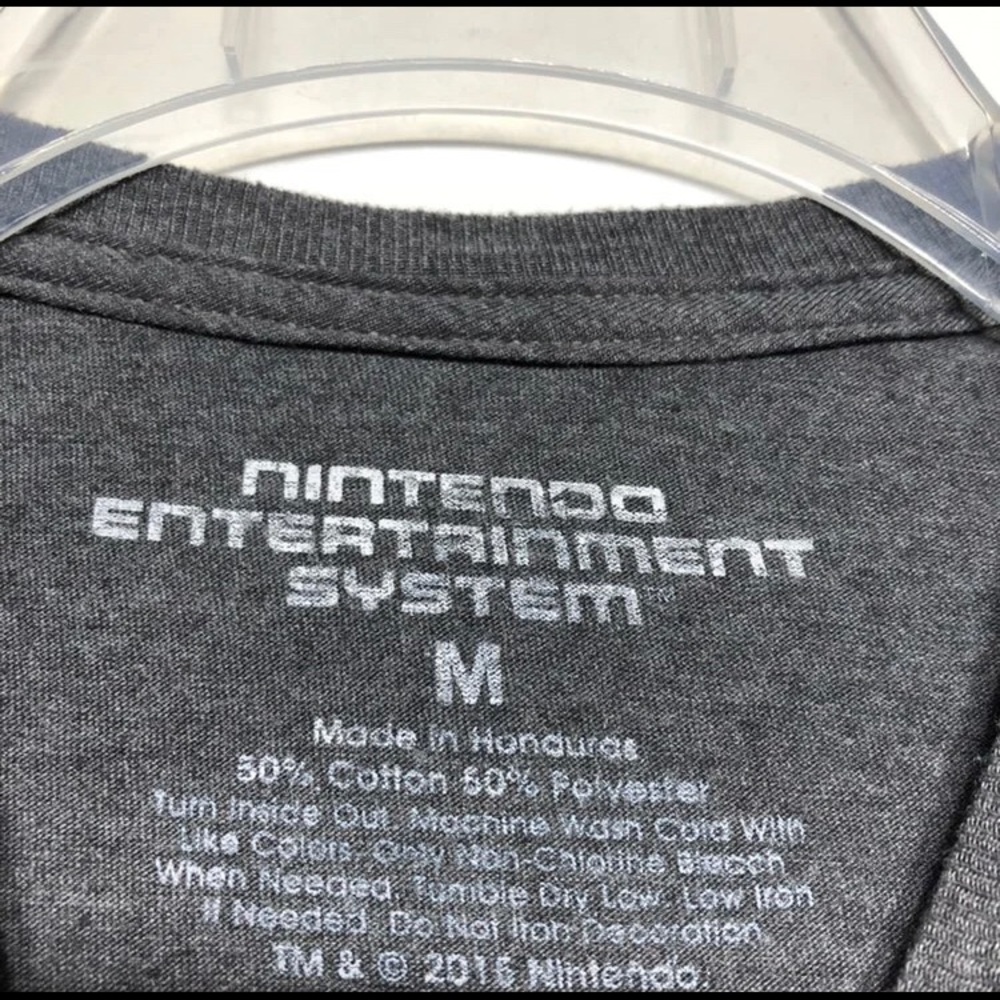 NINTENDO
ENTERTAINMENT
SYSTEM™
M
Made in Honduras
50% Cotton 50% Polyester
Turn Inside Out. Machine Wash Cold With
Like Colors. Only Non-Chlorine Bleach
When Needed. Tumble Dry Low. Low Iron
If Needed. Do Not Iron Decoration.
TM & © 2016 Nintendo.